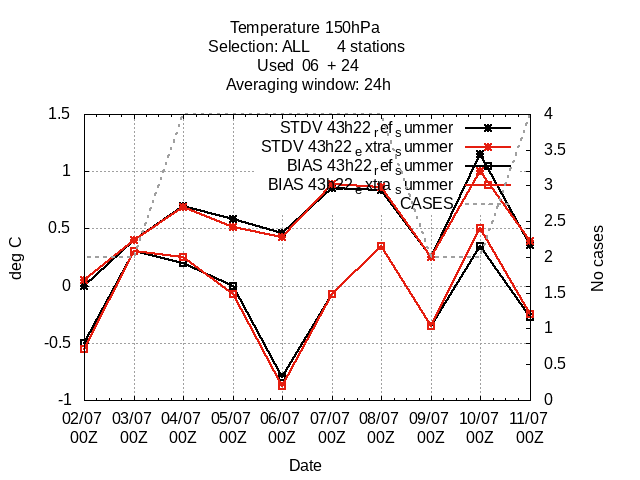 Temperature 150hPa
Selection: ALL 4 stations
Used 06 + 24
Averaging window: 24h
1.5
1
0.5
0
-0.5
-1
deg C
4
3.5
3
2.5
2
1.5
1
0.5
0
No cases
STDV 43h22_ref_summer
STDV 43h22_extra_summer
BIAS 43h22_ref_summer
BIAS 43h22_extra_summer
CASES
02/07 03/07 04/07 05/07 06/07 07/07 08/07 09/07 10/07 11/07
00Z 00Z 00Z 00Z 00Z 00Z 00Z 00Z 00Z 00Z
Date